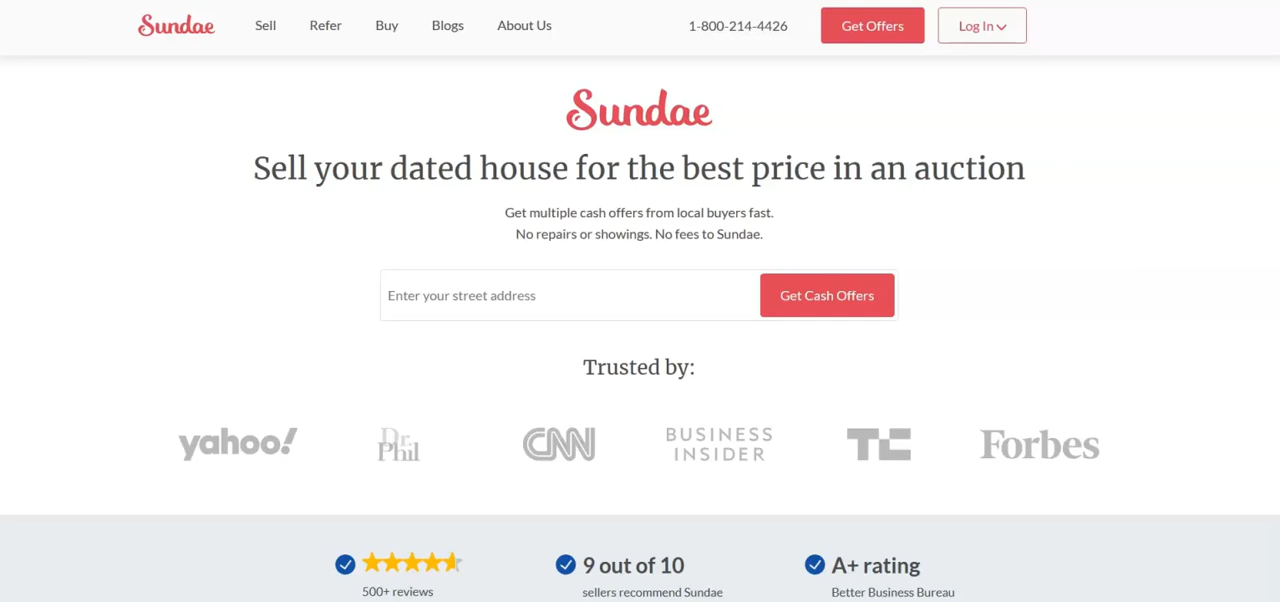 Sundae Sell Refer Buy Blogs About Us 1-800-214-4426 Get Offers Log In
Sundae
Sell your dated house for the best price in an auction
Get multiple cash offers from local buyers fast.
No repairs or showings. No fees to Sundae.
Enter your street address Get Cash Offers
Trusted by:
yahoo! Dr. Phil CNN BUSINESS INSIDER TC Forbes
9 out of 10 A+ rating
500+ reviews sellers recommend Sundae Better Business Bureau